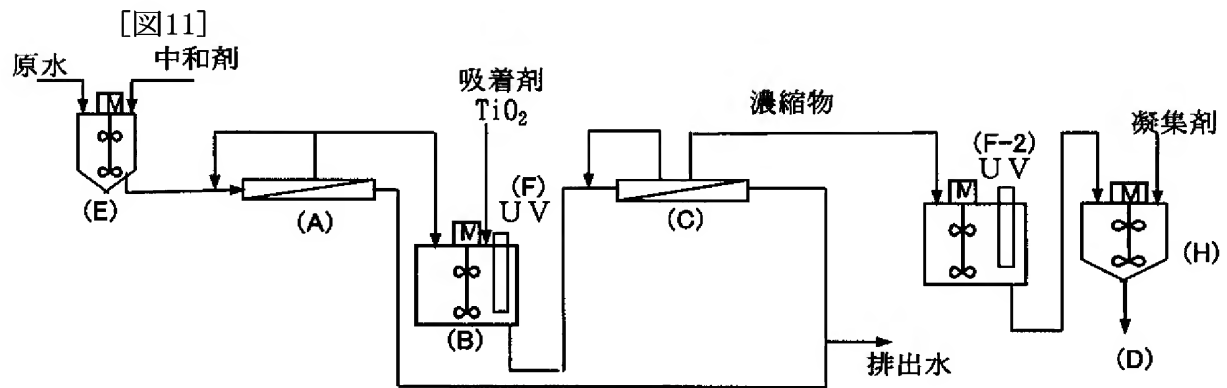 [図11]
原水
中和剤
M
(E)
(A)
吸着剤
TiO₂
(F)
UV
M
(B)
(C)
濃縮物
(F-2)
UV
M
凝集剤
M
(H)
(D)
排出水